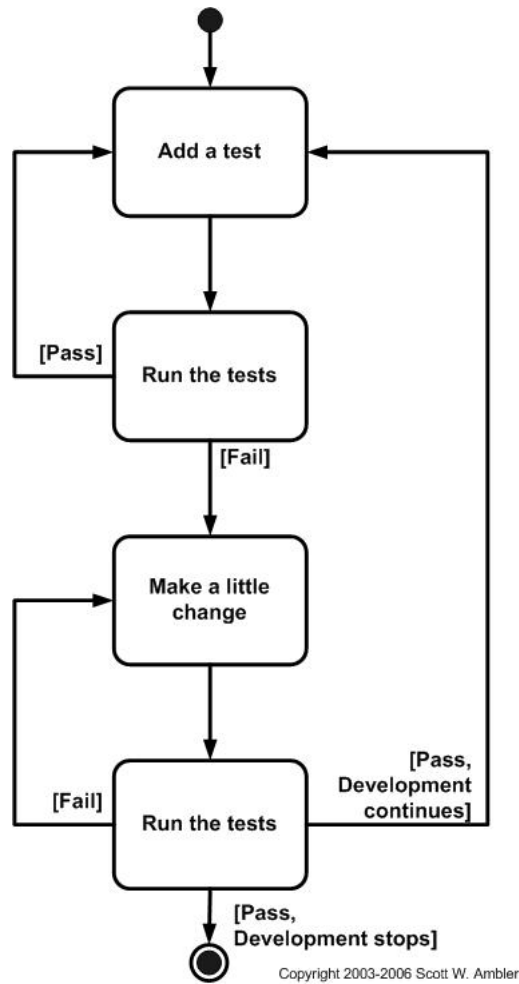 Add a test
[Pass]
Run the tests
[Fail]
Make a little
change
[Pass,
Development
continues]
[Fail]
Run the tests
[Pass,
Development stops]
Copyright 2003-2006 Scott W. Ambler